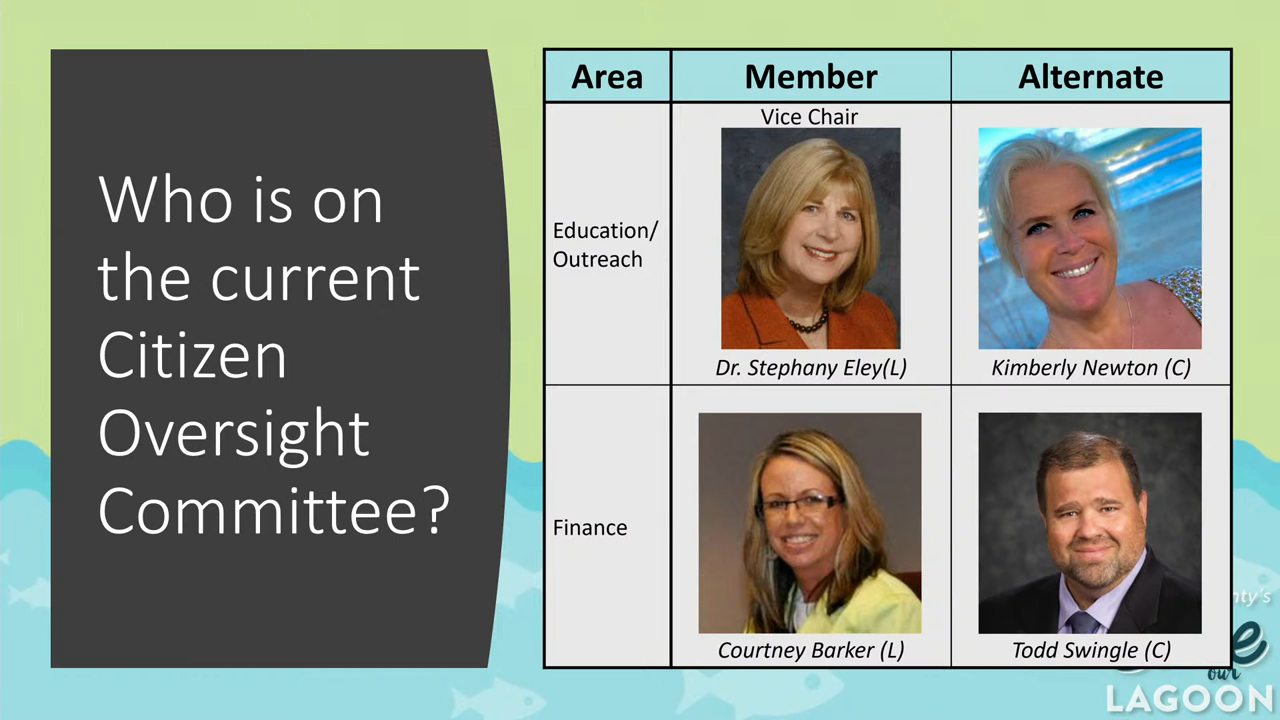 Who is on
the current
Citizen
Oversight
Committee?
Area Member Alternate
Vice Chair
Education/
Outreach
Dr. Stephany Eley(L) Kimberly Newton (C)
Finance
Courtney Barker (L) Todd Swingle (C)
our
LAGOON